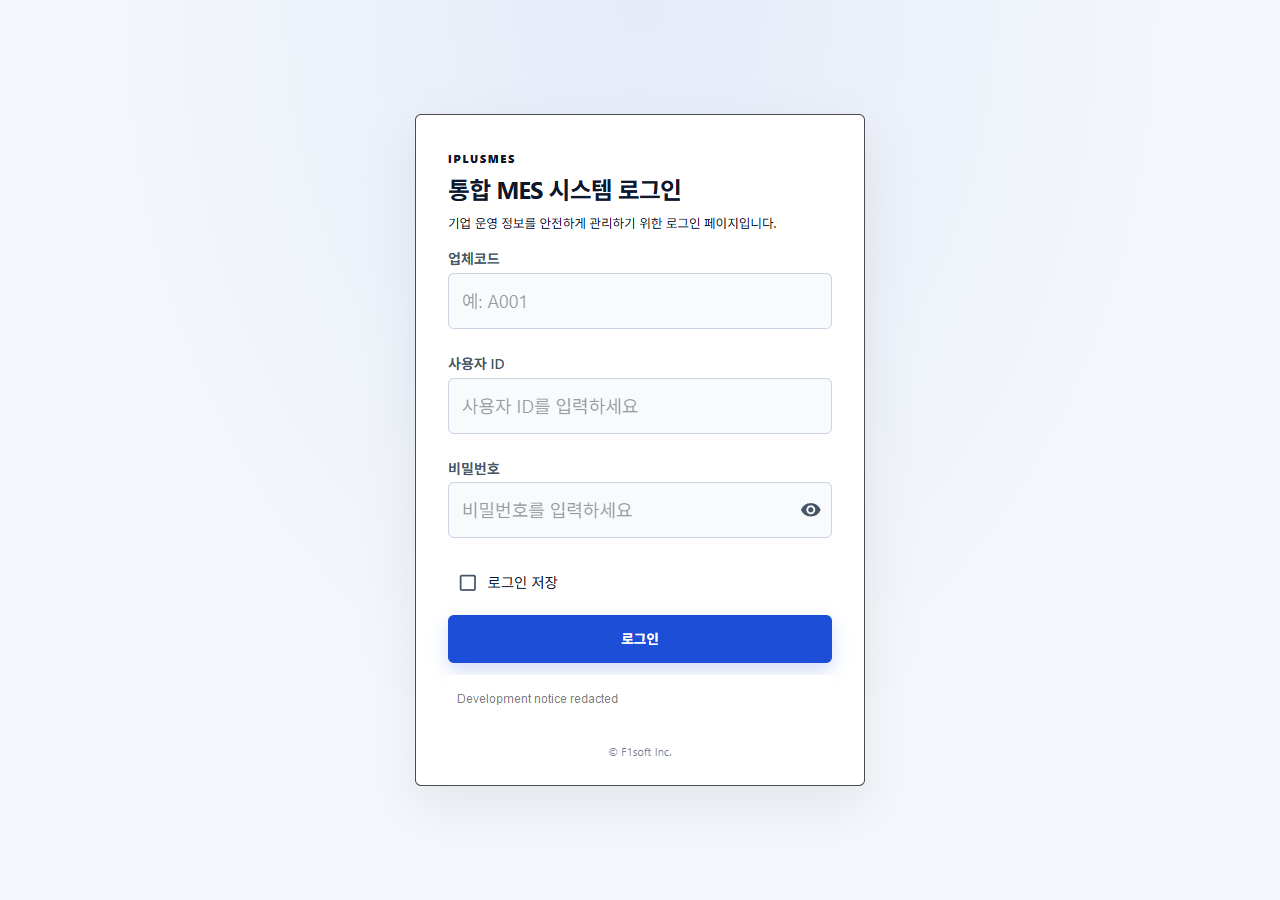 IPLUSMES
통합 MES 시스템 로그인
기업 운영 정보를 안전하게 관리하기 위한 로그인 페이지입니다.
업체코드
예: A001
사용자 ID
사용자 ID를 입력하세요
비밀번호
비밀번호를 입력하세요
로그인 저장
로그인
Development notice redacted
© F1soft Inc.